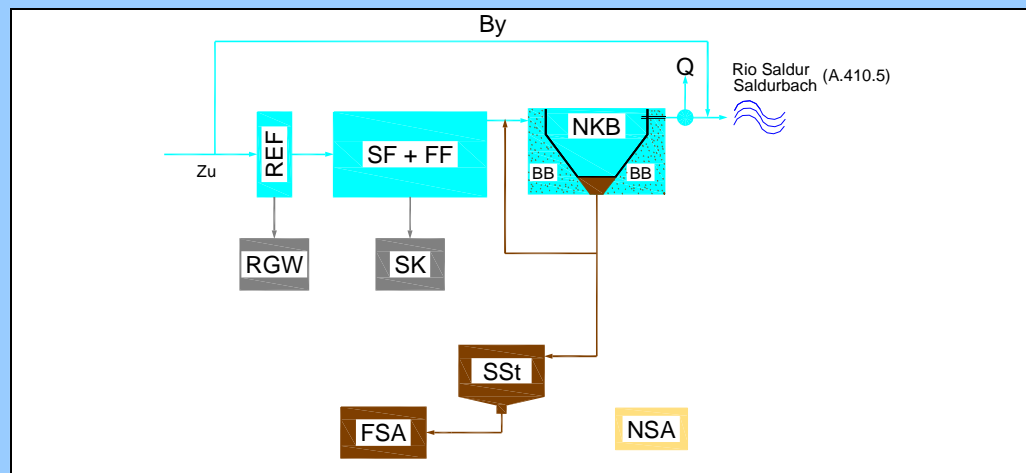 By
Q
Rio Saldur
Saldurbach
(A.410.5)
Zu
REF
SF + FF
NKB
BB
BB
RGW
SK
SSt
FSA
NSA